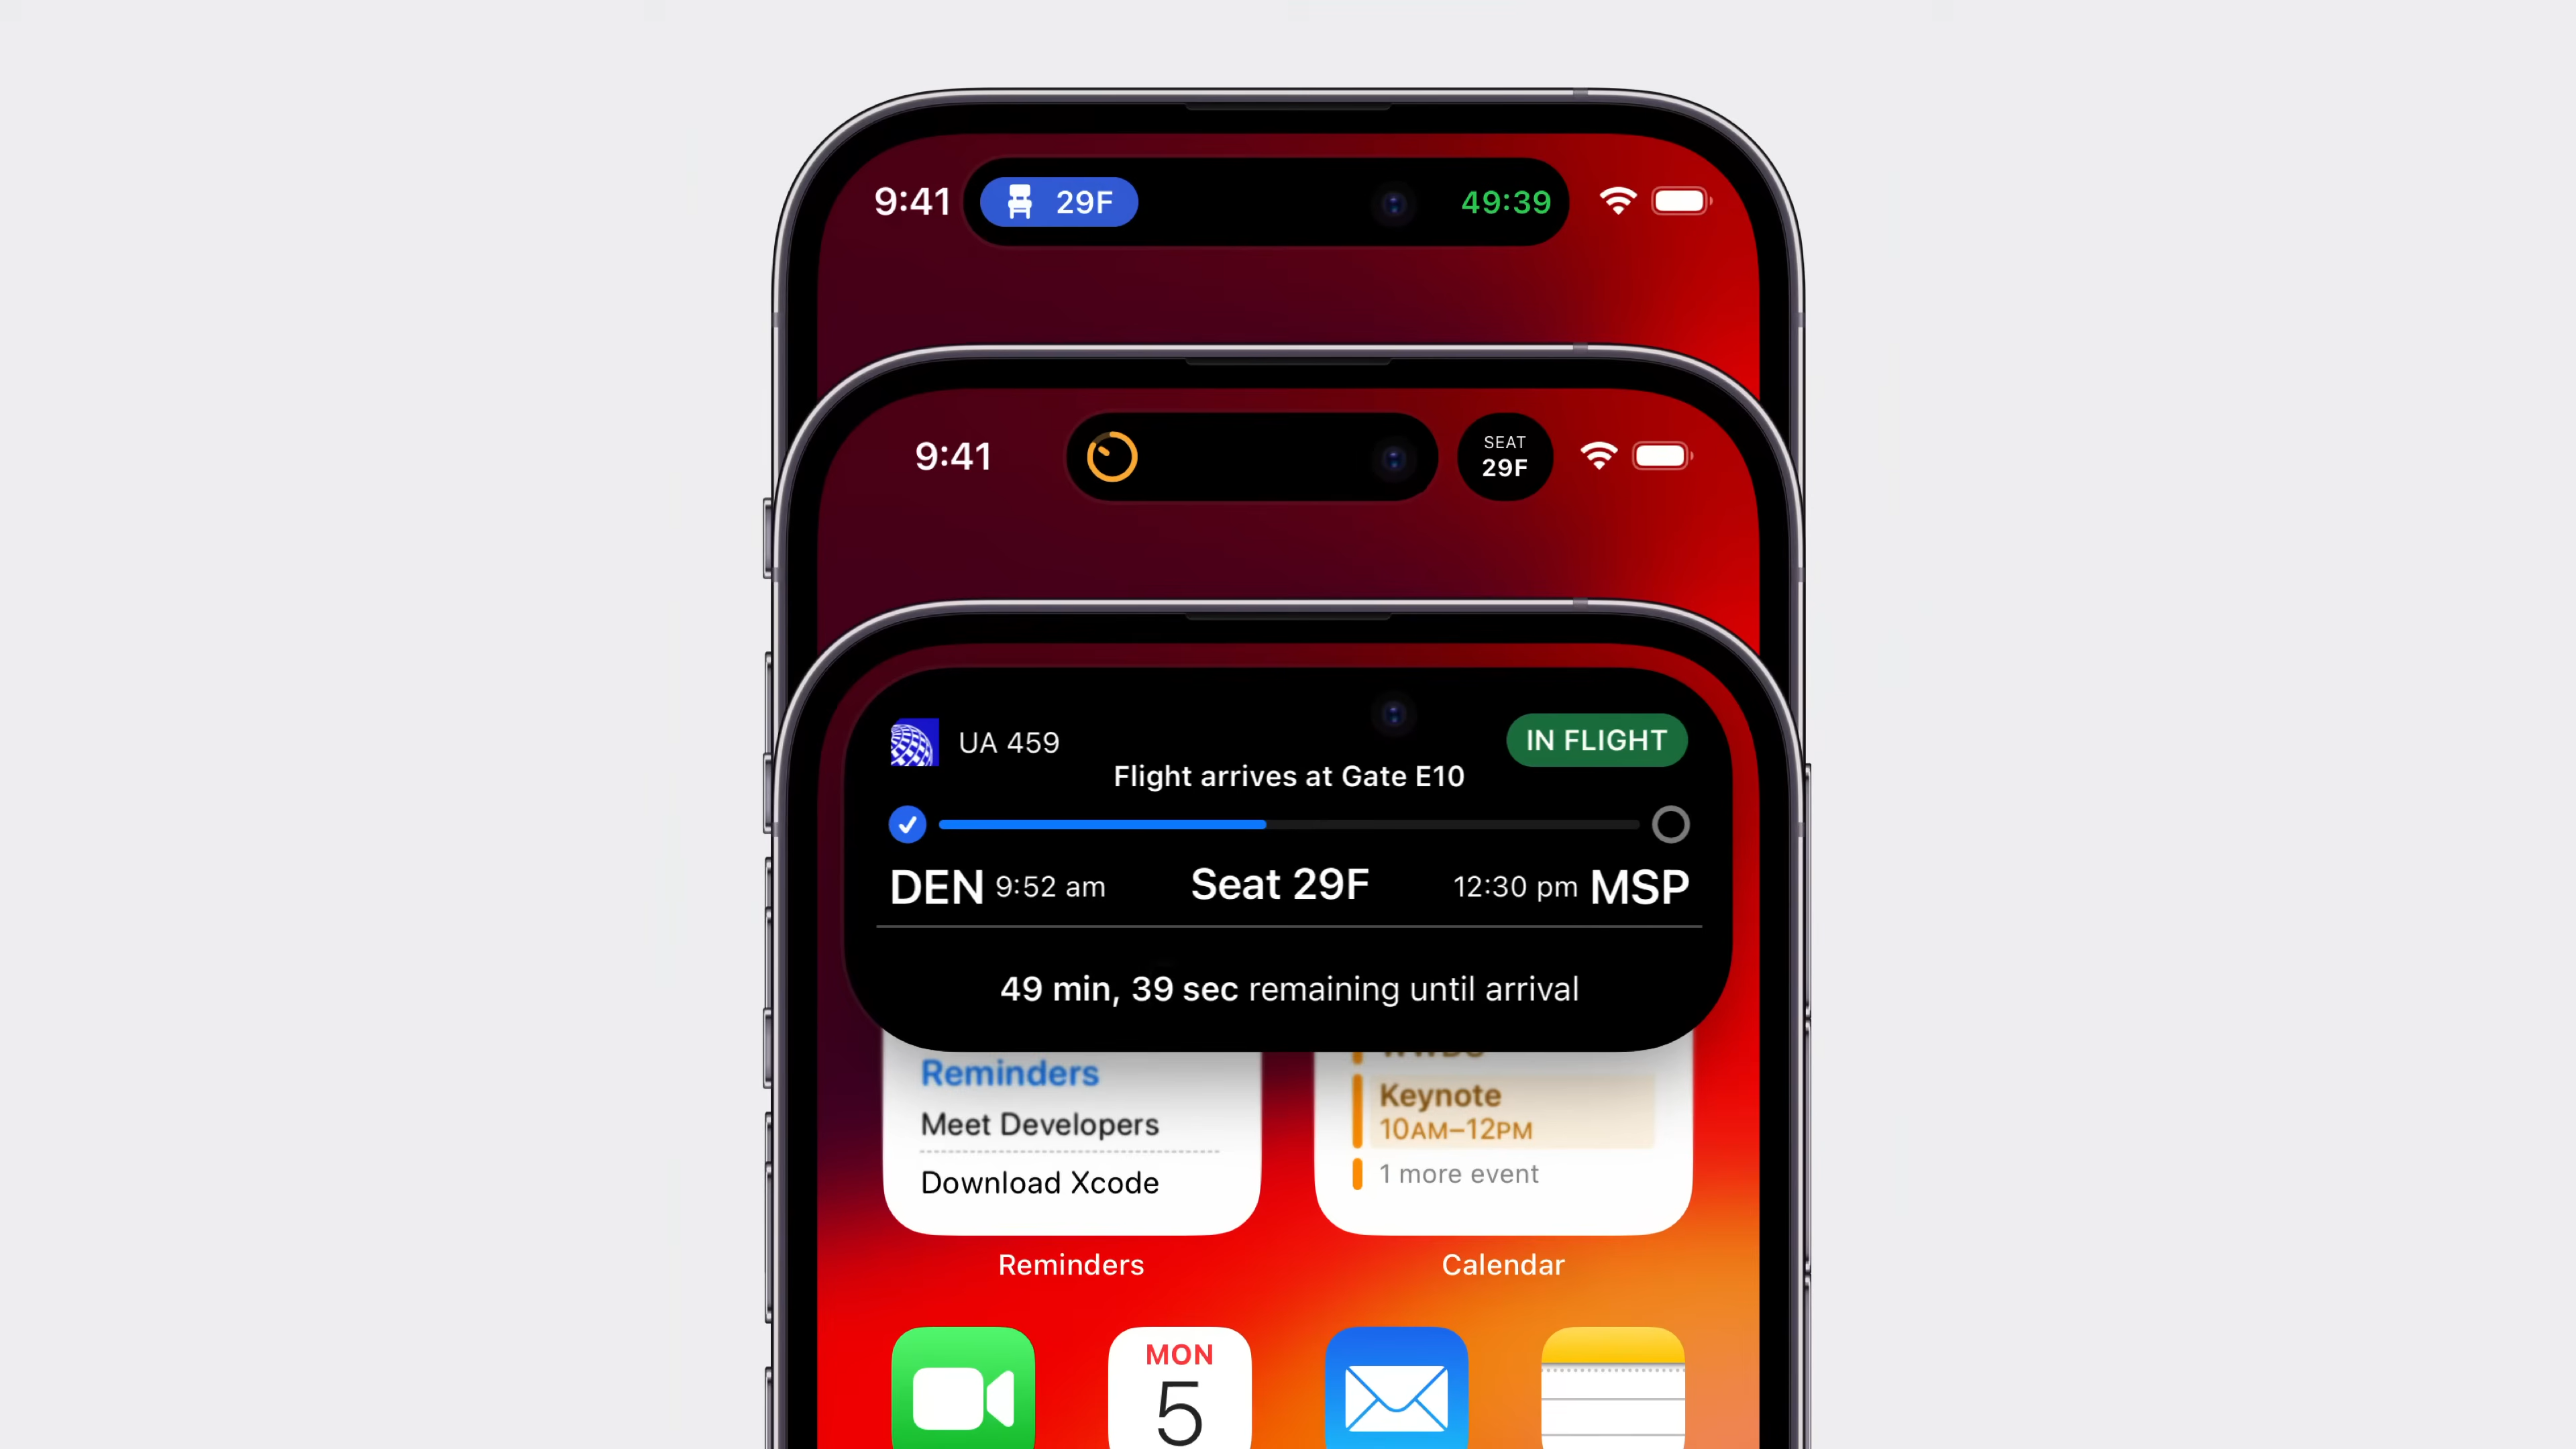 9:41 29F 49:39
9:41 SEAT
29F
UA 459 IN FLIGHT
Flight arrives at Gate E10
DEN 9:52 am Seat 29F 12:30 pm MSP
49 min, 39 sec remaining until arrival
Reminders
Meet Developers
Download Xcode
Keynote
10AM–12PM
1 more event
Reminders Calendar
MON
5